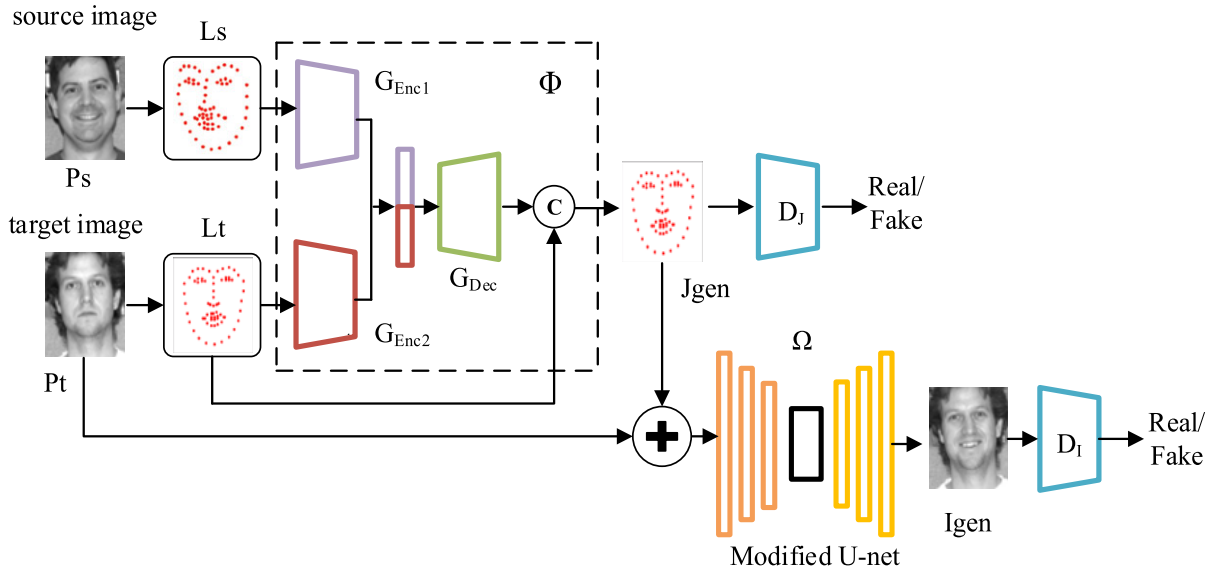 source image
Ls
Φ
G_Enc1
Ps
target image
Lt
G_Enc2
G_Dec
C
Jgen
D_J
Real/
Fake
Pt
Ω
Modified U-net
Igen
D_I
Real/
Fake